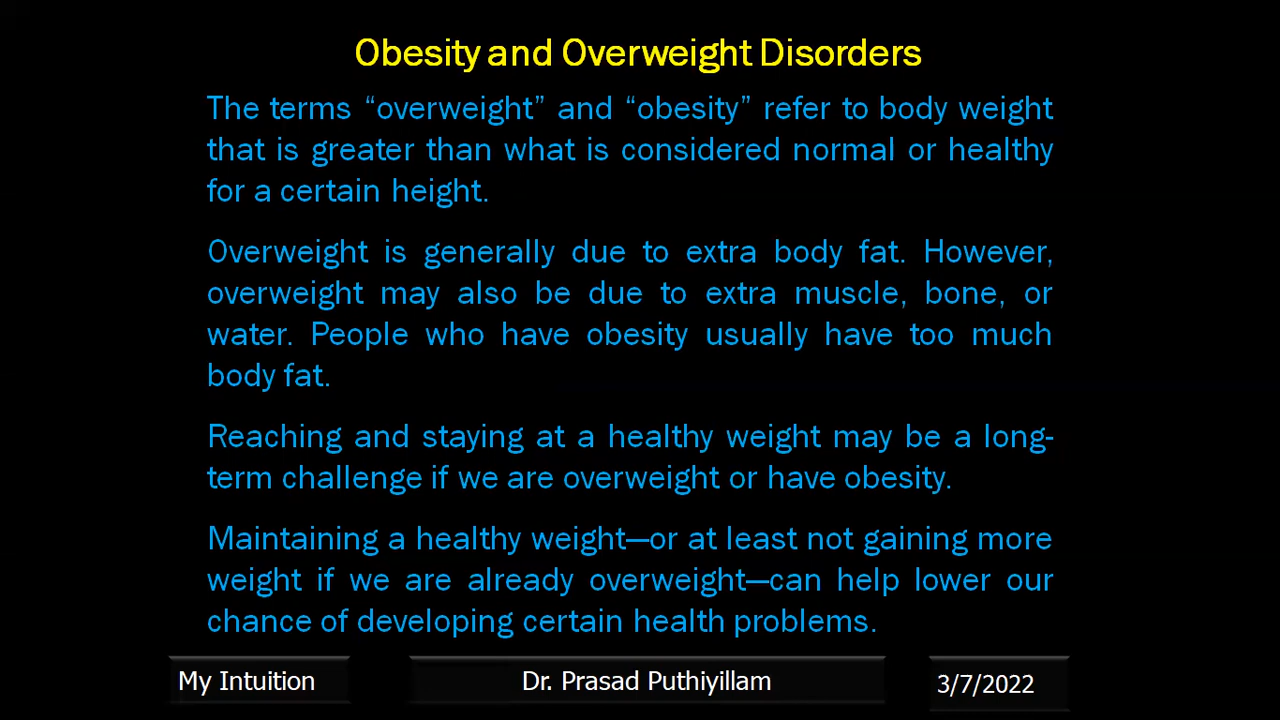 Obesity and Overweight Disorders
The terms “overweight” and “obesity” refer to body weight
that is greater than what is considered normal or healthy
for a certain height.
Overweight is generally due to extra body fat. However,
overweight may also be due to extra muscle, bone, or
water. People who have obesity usually have too much
body fat.
Reaching and staying at a healthy weight may be a long-
term challenge if we are overweight or have obesity.
Maintaining a healthy weight—or at least not gaining more
weight if we are already overweight—can help lower our
chance of developing certain health problems.
My Intuition
Dr. Prasad Puthiyillam
3/7/2022